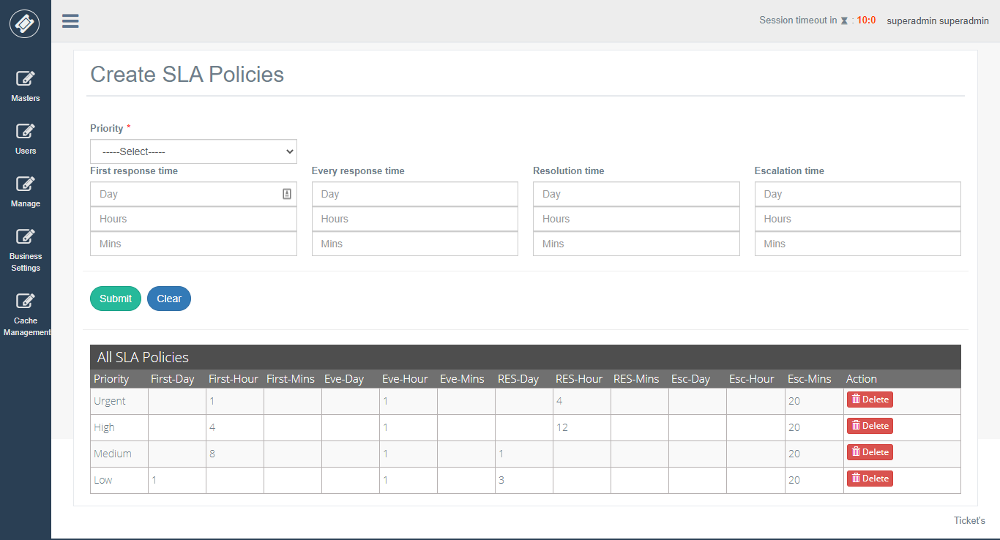 Session timeout in : 10:0 superadmin superadmin
Masters
Users
Manage
Business
Settings
Cache
Management
Create SLA Policies
Priority *
-----Select-----
First response time Every response time Resolution time Escalation time
Day Day Day Day
Hours Hours Hours Hours
Mins Mins Mins Mins
Submit Clear
All SLA Policies
Priority First-Day First-Hour First-Mins Eve-Day Eve-Hour Eve-Mins RES-Day RES-Hour RES-Mins Esc-Day Esc-Hour Esc-Mins Action
Urgent 1 1 4 20 Delete
High 4 1 12 20 Delete
Medium 8 1 1 20 Delete
Low 1 1 3 20 Delete
Ticket's